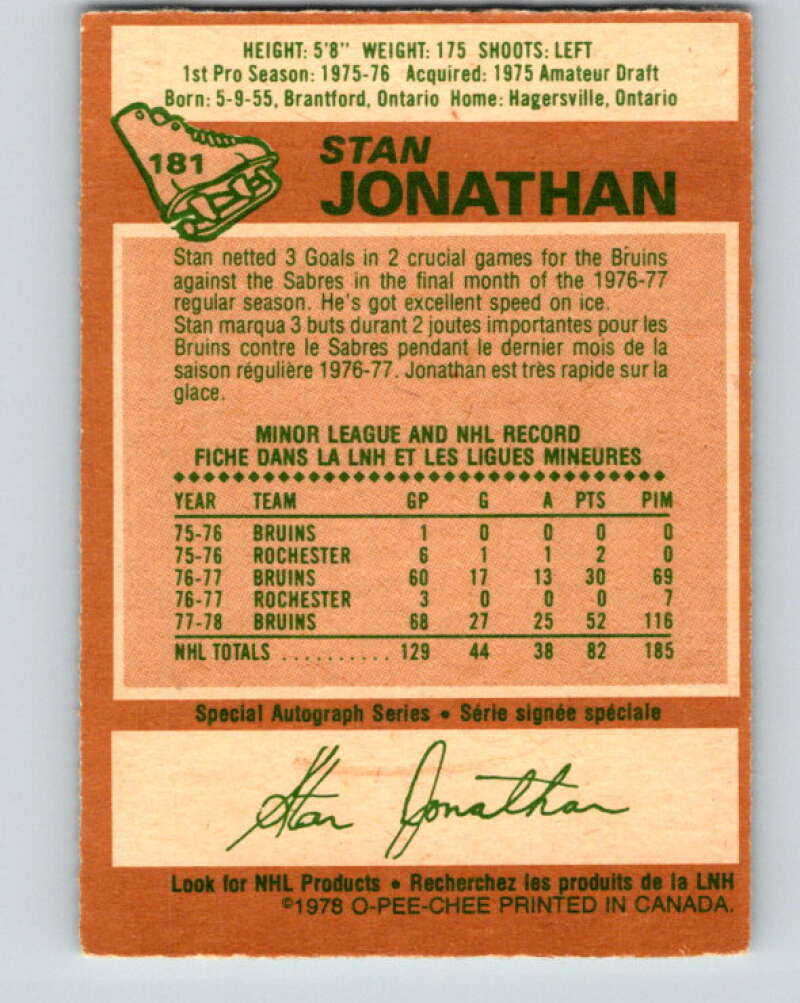 HEIGHT: 5'8" WEIGHT: 175 SHOOTS: LEFT
1st Pro Season: 1975-76 Acquired: 1975 Amateur Draft
Born: 5-9-55, Brantford, Ontario Home: Hagersville, Ontario
181
STAN
JONATHAN
Stan netted 3 Goals in 2 crucial games for the Bruins
against the Sabres in the final month of the 1976-77
regular season. He's got excellent speed on ice.
Stan marqua 3 buts durant 2 joutes importantes pour les
Bruins contre le Sabres pendant le dernier mois de la
saison régulière 1976-77. Jonathan est très rapide sur la
glace.
MINOR LEAGUE AND NHL RECORD
FICHE DANS LA LNH ET LES LIGUES MINEURES
YEAR TEAM GP G A PTS PIM
75-76 BRUINS 1 0 0 0 0
75-76 ROCHESTER 6 1 1 2 0
76-77 BRUINS 60 17 13 30 69
76-77 ROCHESTER 3 0 0 0 7
77-78 BRUINS 68 27 25 52 116
NHL TOTALS .......... 129 44 38 82 185
Special Autograph Series • Série signée spéciale
Stan Jonathan
Look for NHL Products • Recherchez les produits de la LNH
©1978 O-PEE-CHEE PRINTED IN CANADA.